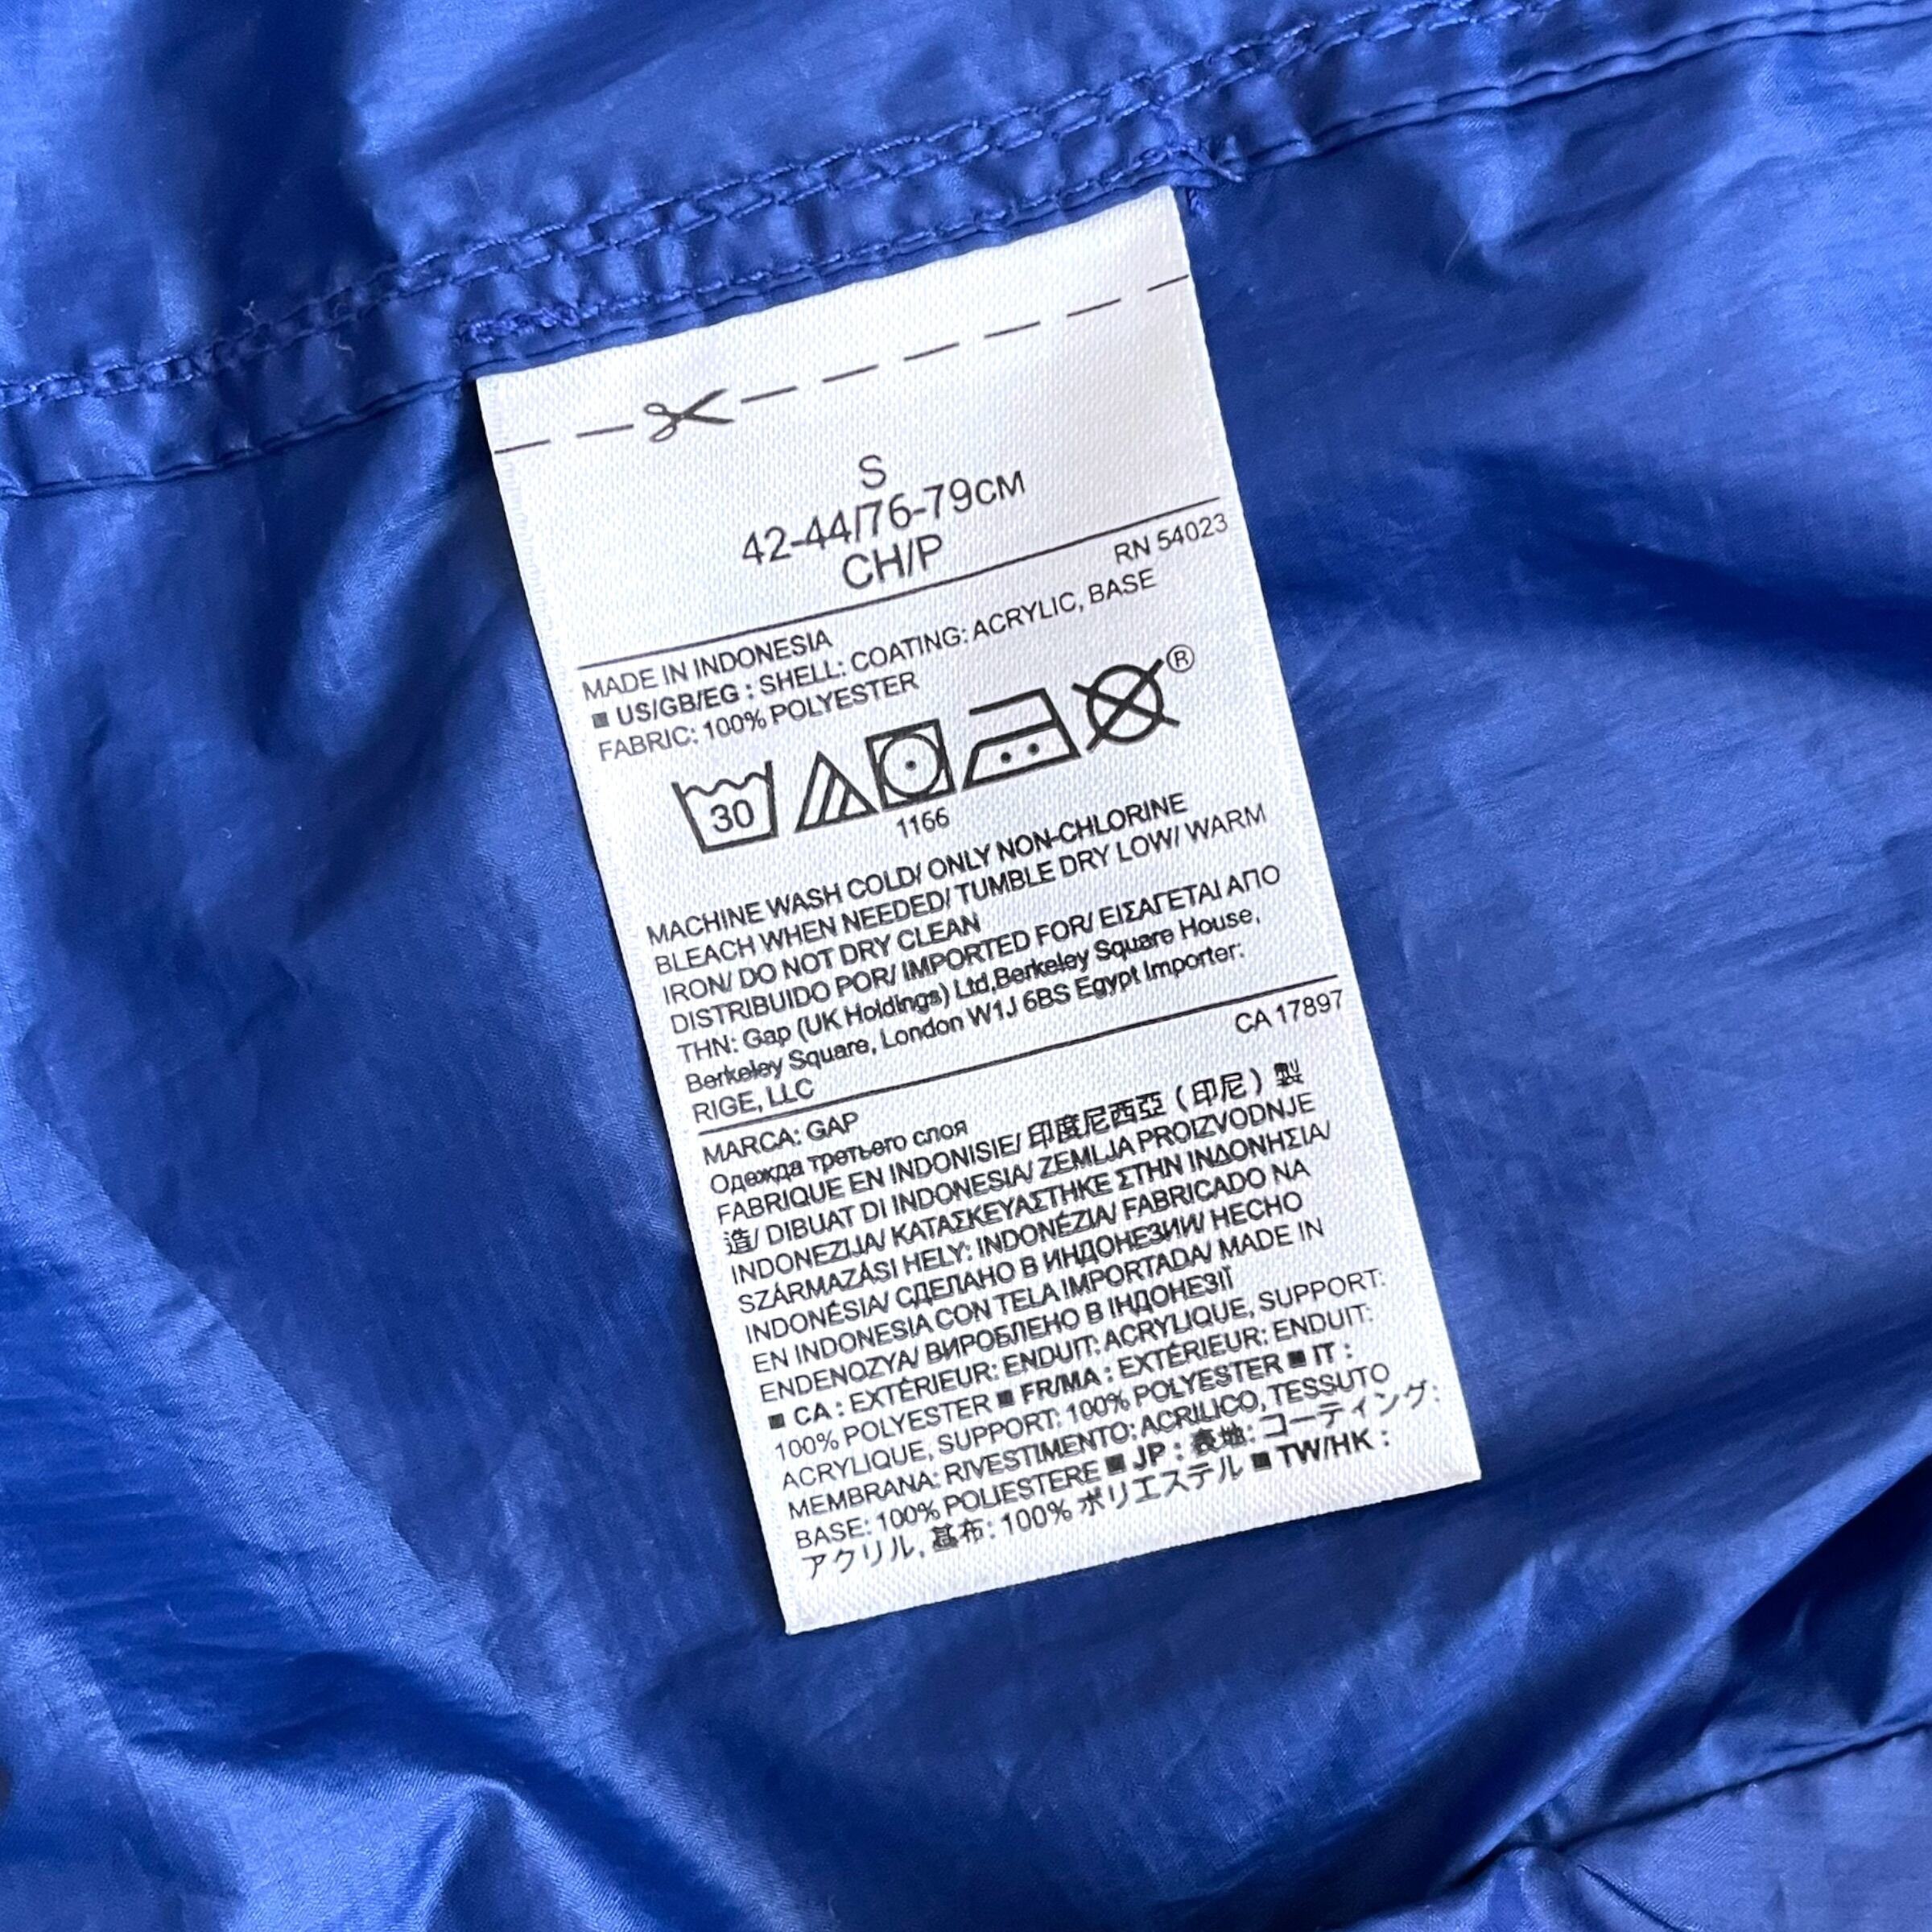 S
42-44/76-79CM
CH/P
RN 54023
MADE IN INDONESIA
■ US/GB/EG : SHELL: COATING: ACRYLIC, BASE
FABRIC: 100% POLYESTER
®
30
1166
MACHINE WASH COLD/ ONLY NON-CHLORINE
BLEACH WHEN NEEDED/ TUMBLE DRY LOW/ WARM
IRON/ DO NOT DRY CLEAN
DISTRIBUIDO POR/ IMPORTED FOR/ ΕΙΣΑΓΕΤΑΙ ΑΠΟ
ΤΗΝ: Gap (UK Holdings) Ltd,Berkeley Square House,
Berkeley Square, London W1J 6BS Egypt Importer:
RIGE, LLC
CA 17897
MARCA: GAP
Одежда третьего слоя
FABRIQUE EN INDONISIE/ 印度尼西亞 (印尼) 製
造/ DIBUAT DI INDONESIA/ ZEMLJA PROIZVODNJE
INDONEZIJA/ ΚΑΤΑΣΚΕΥΑΣΤΗΚΕ ΣΤΗΝ ΙΝΔΟΝΗΣΙΑ/
SZÁRMAZÁSI HELY: INDONÉZIA/ FABRICADO NA
INDONÉSIA/ СДЕЛАНО В ИНДОНЕЗИИ/ HECHO
EN INDONESIA CON TELA IMPORTADA/ MADE IN
ENDENOZYA/ ВИРОБЛЕНО В ІНДОНЕЗІЇ
■ CA : EXTÉRIEUR: ENDUIT: ACRYLIQUE, SUPPORT:
100% POLYESTER ■ FR/MA : EXTÉRIEUR: ENDUIT:
ACRYLIQUE, SUPPORT: 100% POLYESTER ■ IT :
MEMBRANA: RIVESTIMENTO: ACRILICO, TESSUTO
BASE: 100% POLIESTERE ■ JP : 表地: コーティング:
アクリル, 基布: 100% ポリエステル ■ TW/HK :